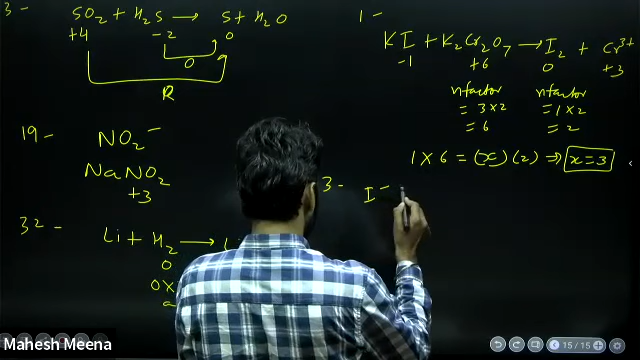 3-
SO2 + H2S → S + H2O
+4 -2 0
O
R
19- NO2−
NaNO2
+3
32-
Li + H2 →
0
1-
KI + K2Cr2O7 → I2 + Cr3+
-1 +6 0 +3
nfactor nfactor
= 3×2 = 1×2
= 6 = 2
1 × 6 = (x)(2) ⇒ x=3
3- I−
Mahesh Meena
15/15